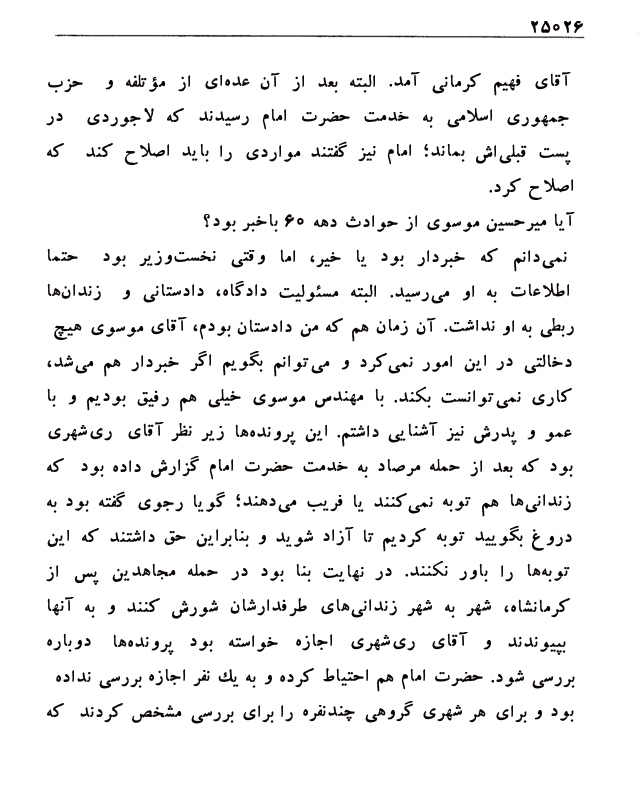 ۲۵۰۲۶
آقای فهیم کرمانی آمد. البته بعد از آن عده‌ای از مؤتلفه و حزب
جمهوری اسلامی به خدمت حضرت امام رسیدند که لاجوردی در
پست قبلی‌اش بماند؛ امام نیز گفتند مواردی را باید اصلاح کند که
اصلاح کرد.
آیا میرحسین موسوی از حوادث دهه ۶۰ باخبر بود؟
نمی‌دانم که خبردار بود یا خیر، اما وقتی نخست‌وزیر بود حتما
اطلاعات به او می‌رسید. البته مسئولیت دادگاه، دادستانی و زندان‌ها
ربطی به او نداشت. آن زمان هم که من دادستان بودم، آقای موسوی هیچ
دخالتی در این امور نمی‌کرد و می‌توانم بگویم اگر خبردار هم می‌شد،
کاری نمی‌توانست بکند. با مهندس موسوی خیلی هم رفیق بودیم و با
عمو و پدرش نیز آشنایی داشتم. این پرونده‌ها زیر نظر آقای ری‌شهری
بود که بعد از حمله مرصاد به خدمت حضرت امام گزارش داده بود که
زندانی‌ها هم توبه نمی‌کنند یا فریب می‌دهند؛ گویا رجوی گفته بود به
دروغ بگویید توبه کردیم تا آزاد شوید و بنابراین حق داشتند که این
توبه‌ها را باور نکنند. در نهایت بنا بود در حمله مجاهدین پس از
کرمانشاه، شهر به شهر زندانی‌های طرفدارشان شورش کنند و به آنها
بپیوندند و آقای ری‌شهری اجازه خواسته بود پرونده‌ها دوباره
بررسی شود. حضرت امام هم احتیاط کرده و به یك نفر اجازه بررسی نداده
بود و برای هر شهری گروهی چندنفره را برای بررسی مشخص کردند که